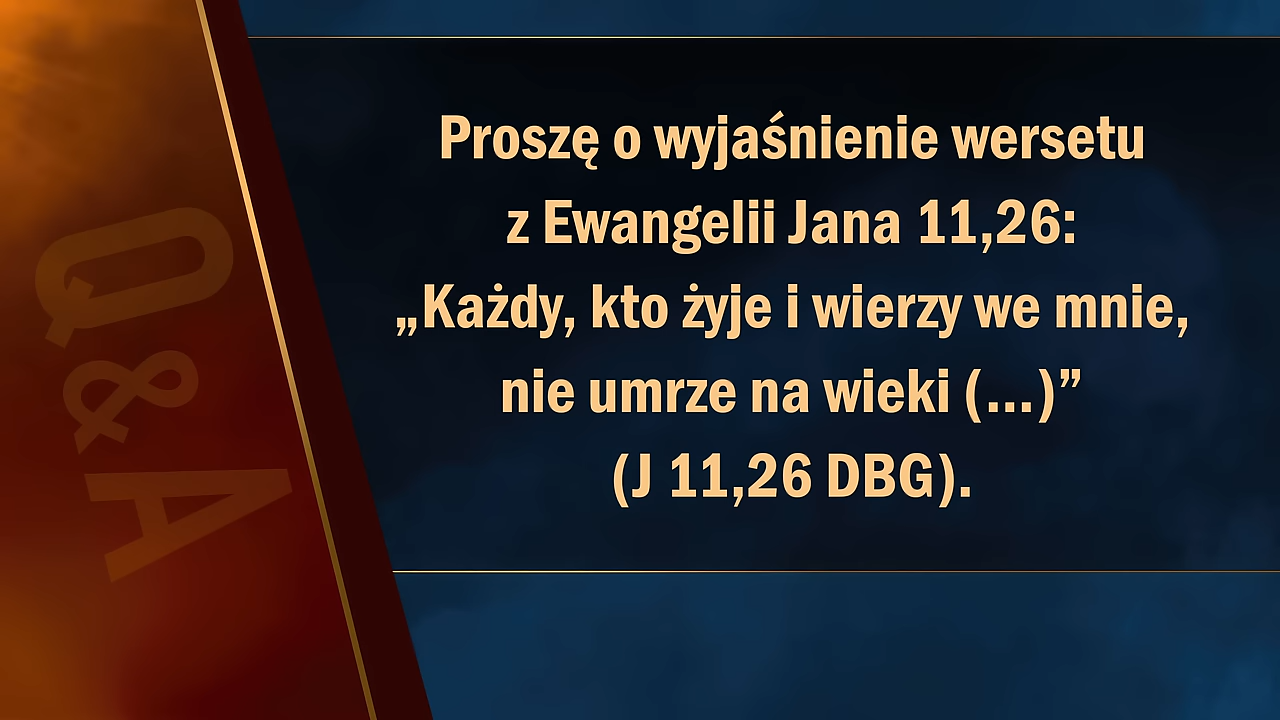 Q&A
Proszę o wyjaśnienie wersetu
z Ewangelii Jana 11,26:
„Każdy, kto żyje i wierzy we mnie,
nie umrze na wieki (...)”
(J 11,26 DBG).